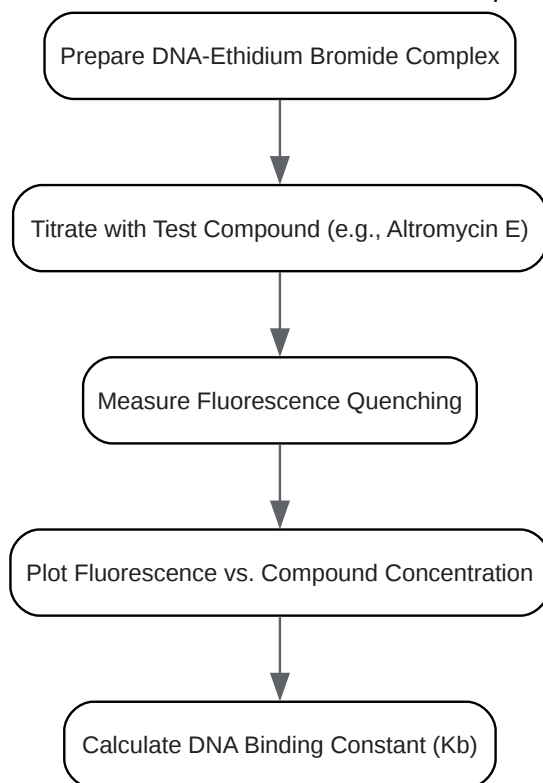 Prepare DNA-Ethidium Bromide Complex
Titrate with Test Compound (e.g., Altromycin E)
Measure Fluorescence Quenching
Plot Fluorescence vs. Compound Concentration
Calculate DNA Binding Constant (Kb)